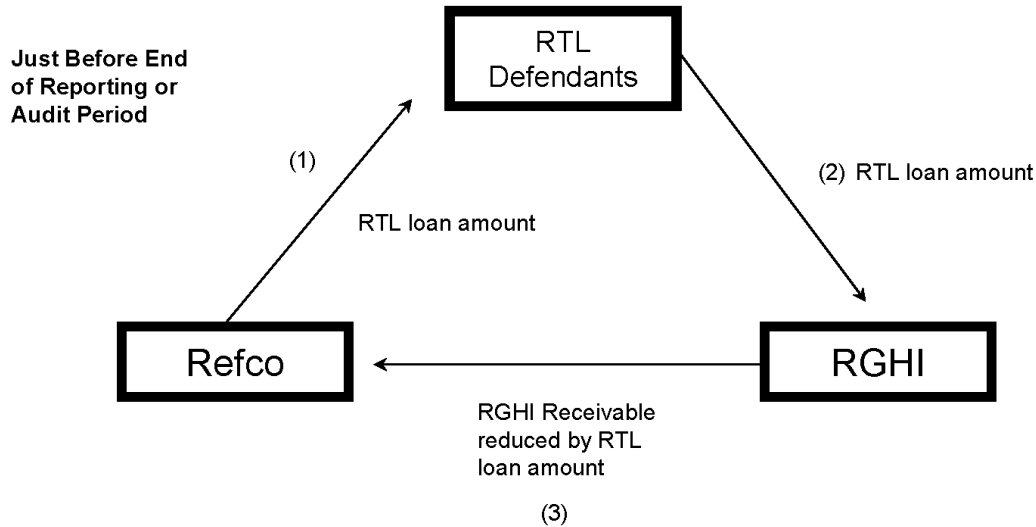 Just Before End
of Reporting or
Audit Period
RTL
Defendants
(1)
RTL loan amount
(2) RTL loan amount
Refco
RGHI
RGHI Receivable
reduced by RTL
loan amount
(3)